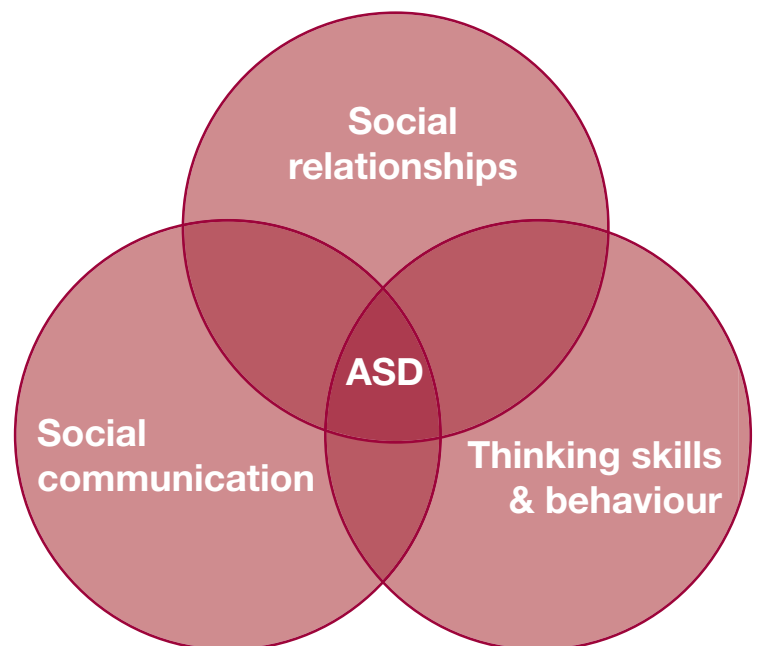 Social
relationships
ASD
Social
communication
Thinking skills
& behaviour